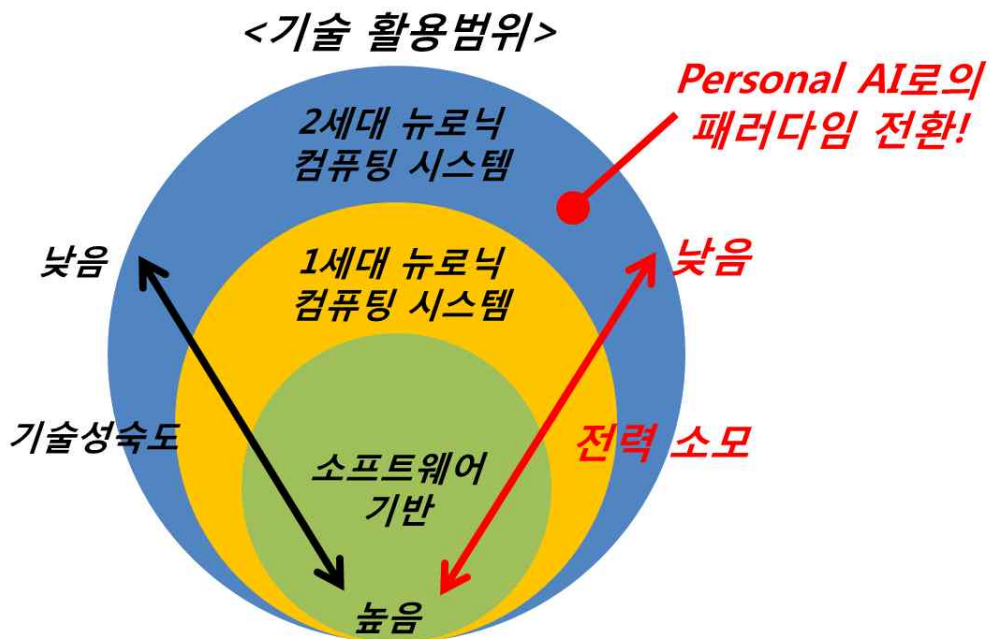 <기술 활용범위>
Personal AI로의
패러다임 전환!
2세대 뉴로닉
컴퓨팅 시스템
낮음
1세대 뉴로닉
컴퓨팅 시스템
낮음
기술성숙도
전력 소모
소프트웨어
기반
높음